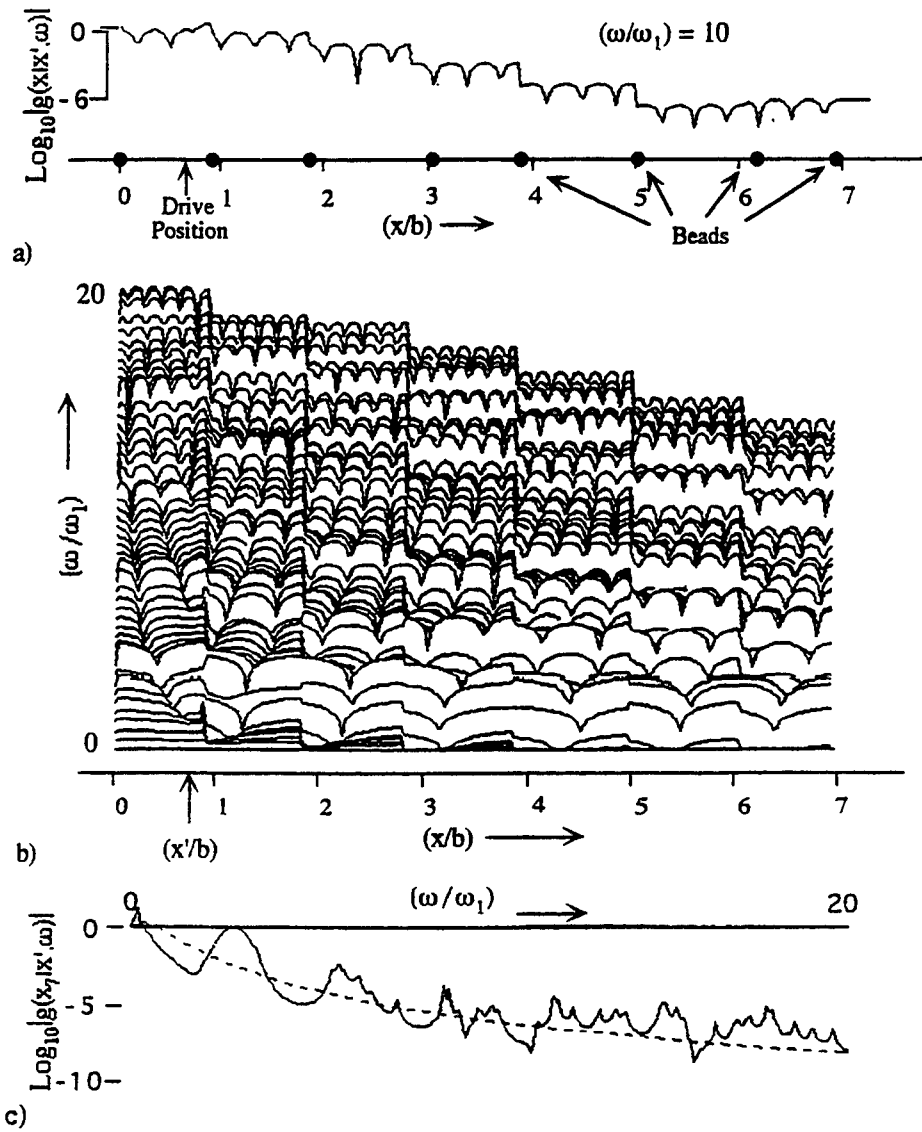 0
(ω/ω₁) = 10
Log₁₀|g(x|x',ω)|
-6
0 1 2 3 4 5 6 7
Drive
Position
(x/b)
Beads
a)
20
(ω/ω₁)
0
0 1 2 3 4 5 6 7
(x'/b)
(x/b)
b)
0
(ω/ω₁)
20
0
Log₁₀|g(x₇|x',ω)|
-5
-10
c)